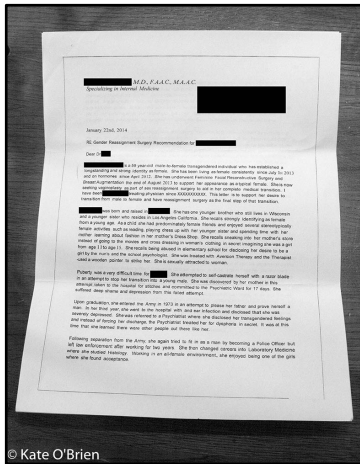 M.D., F.A.A.C., M.A.A.C.
Specializing in Internal Medicine
January 22nd, 2014
RE: Gender Reassignment Surgery Recommendation for
Dear Dr.
is a 59 year-old male-to-female transgendered individual who has established a
longstanding and strong identity as female. She has been living as female consistently since July for 2013
and on hormones since April 2012. She has underwent Feminine Facial Reconstructive Surgery and
Breast Augmentation the end of August 2013 to support her appearance as a typical female. She is now
seeking as part of sex reassignment surgery to aid in her complete medical transition. I
have been treating physician since XXXXXXXXXXX. This letter is to support her desire to
transition from male to female and have reassignment surgery as the final step of that transition.
was born and raised in She has one younger brother who still lives in Wisconsin
and a younger sister who resides in Los Angeles California. She recounts strongly identifying as female
from a young age. As a child she had predominately female friends and enjoyed several stereotypically
female activities such as reading, playing dress up with her younger sister and spending time with her
mother learning about fashion in her mother's Dress Shop. She recalls sneaking into her mother's store
instead of going to the movies and cross dressing in women's clothing in secret imagining she was a girl
from age 13 to 15. She recalls being abused in elementary school for disclosing her desire to be a
girl by the nun's and the school psychologist. She was treated with Aversion Therapy and the Therapist
used a wooden pointer to strike her. She is sexually attracted to women.
Puberty was a very difficult time for She attempted to self-castrate herself with a razor blade
in an attempt to stop her transition into a young male. She was discovered by her mother in this
attempt taken to the hospital for stitches and committed to the Psychiatric Ward for 17 days. She
suffered deep shame and depression from this failed attempt.
Upon graduation, she entered the Army in 1973 in an attempt to please her father and prove herself a
man. In her third year, she went to the hospital with and ear infection and disclosed that she was
severely depressed. She was referred to a Psychiatrist where she disclosed her transgendered feelings
and instead of forcing her discharge, the Psychiatrist treated her for dysphoria in secret. It was at this
time that she learned there were other people out there like her.
Following separation from the Army, she again tried to fit in as a man by becoming a Police Officer but
left law enforcement after working for two years. She then changed careers into Laboratory Medicine
where she studied Histology. Working in an all-female environment, she enjoyed being one of the girls
where she found acceptance.
© Kate O'Brien